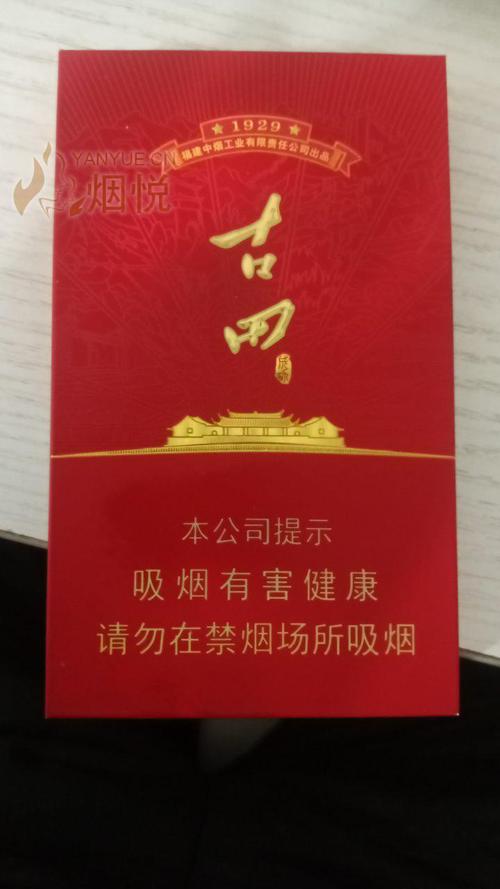 YANYUE.CN
烟悦
★ 1929 ★
福建中烟工业有限责任公司出品
古田
成功
本公司提示
吸烟有害健康
请勿在禁烟场所吸烟